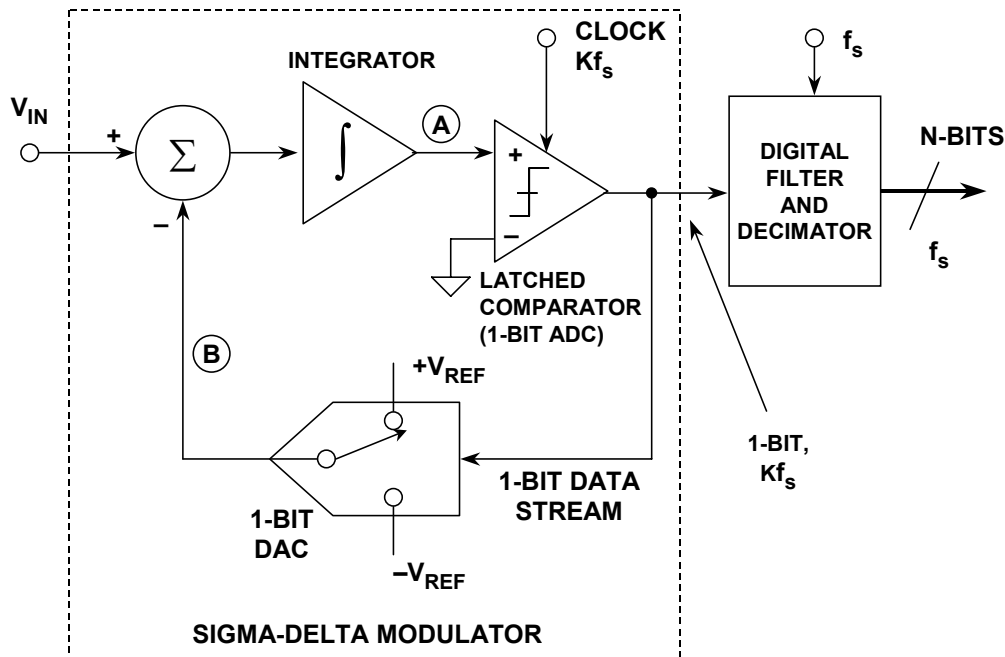 CLOCK
Kfs
fs
INTEGRATOR
VIN
+
Σ
–
∫
A
+
–
LATCHED
COMPARATOR
(1-BIT ADC)
DIGITAL
FILTER
AND
DECIMATOR
N-BITS
fs
B
+VREF
1-BIT DATA
STREAM
1-BIT,
Kfs
1-BIT
DAC
–VREF
SIGMA-DELTA MODULATOR